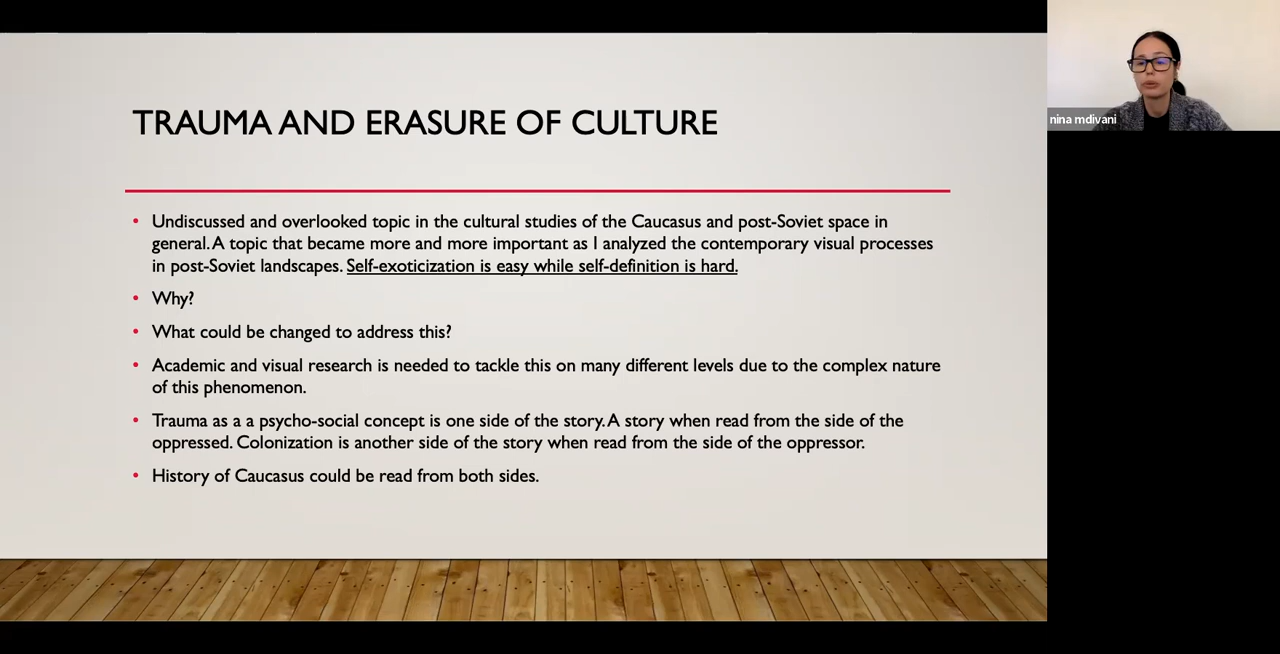 TRAUMA AND ERASURE OF CULTURE
• Undiscussed and overlooked topic in the cultural studies of the Caucasus and post-Soviet space in
general. A topic that became more and more important as I analyzed the contemporary visual processes
in post-Soviet landscapes. Self-exoticization is easy while self-definition is hard.
• Why?
• What could be changed to address this?
• Academic and visual research is needed to tackle this on many different levels due to the complex nature
of this phenomenon.
• Trauma as a a psycho-social concept is one side of the story. A story when read from the side of the
oppressed. Colonization is another side of the story when read from the side of the oppressor.
• History of Caucasus could be read from both sides.
nina mdivani